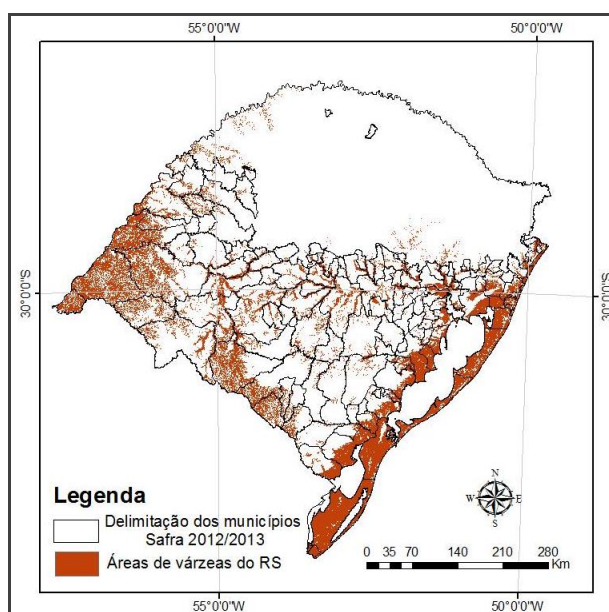 55°0'0"W 50°0'0"W
30°0'0"S 30°0'0"S
Legenda
Delimitação dos municípios
Safra 2012/2013
Áreas de várzeas do RS
N
W E
S
0 35 70 140 210 280
Km
55°0'0"W 50°0'0"W